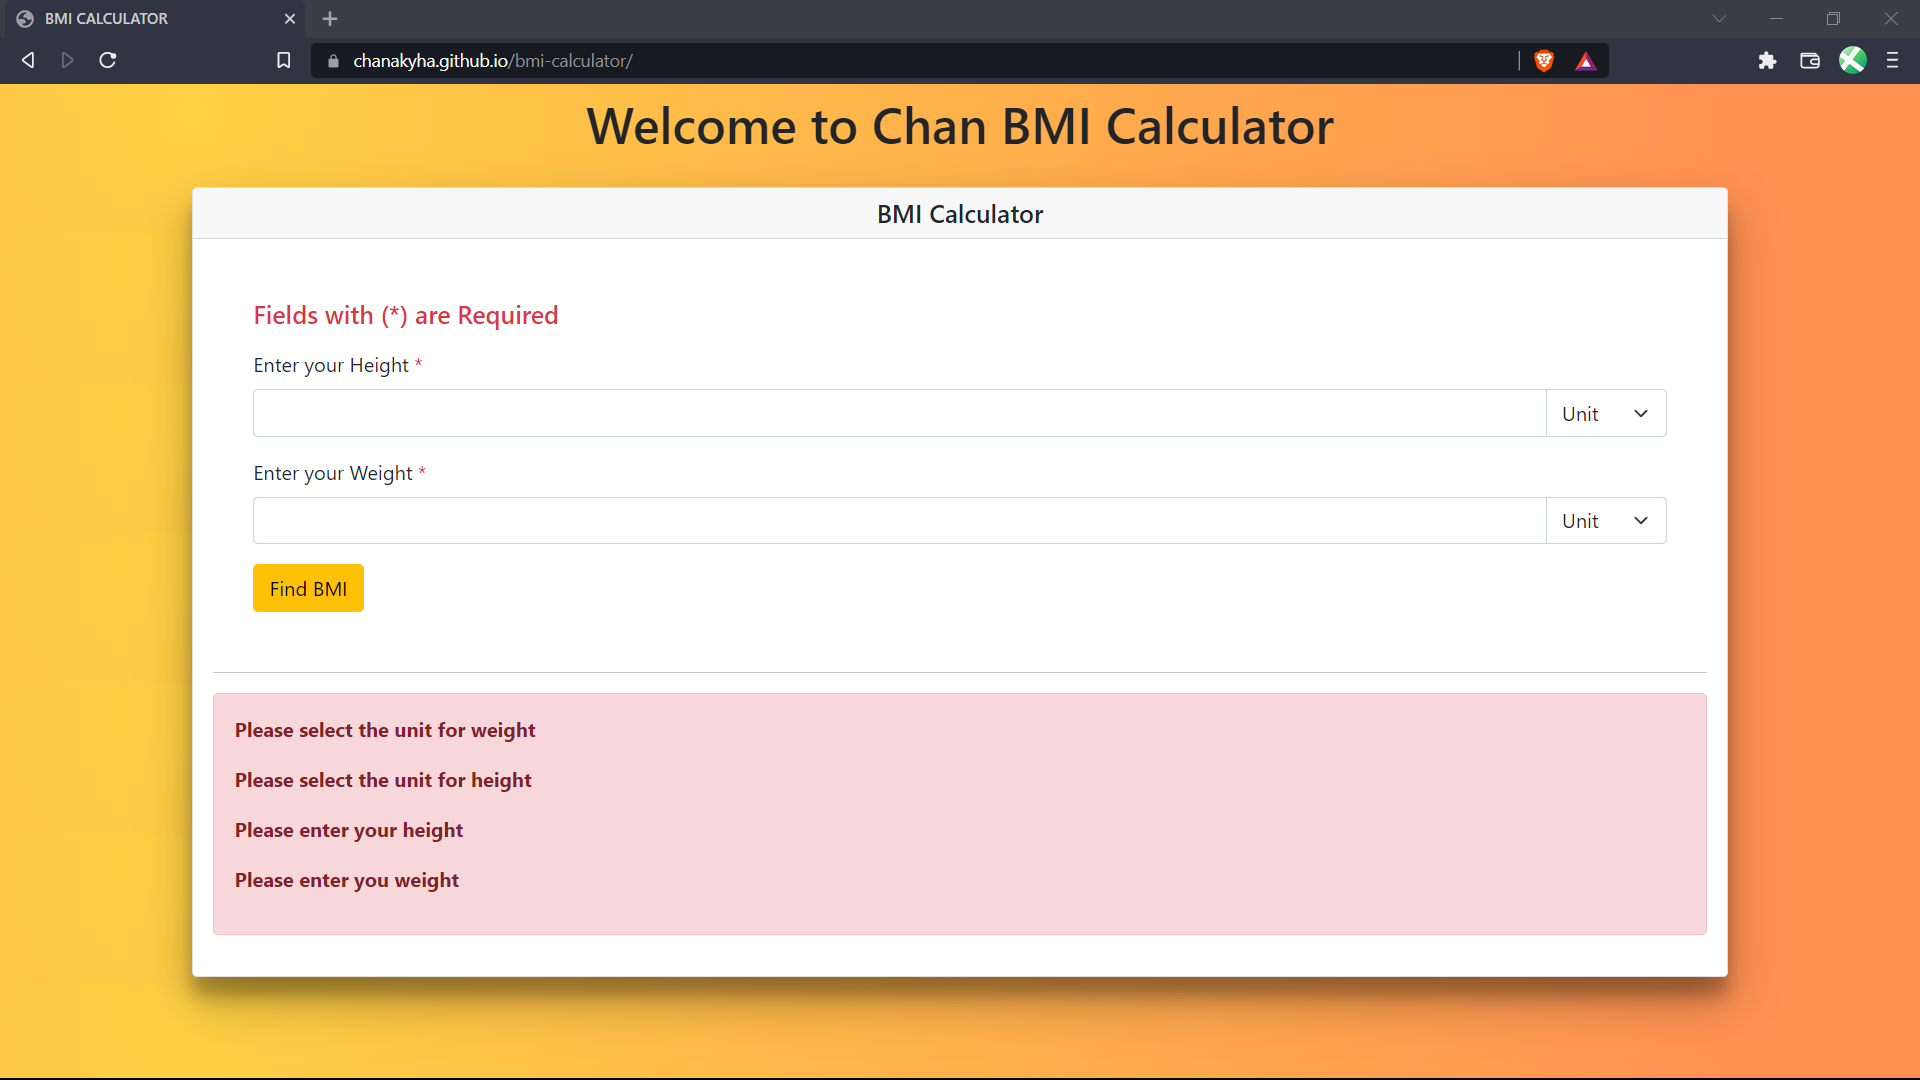 BMI CALCULATOR
chanakyha.github.io/bmi-calculator/
Welcome to Chan BMI Calculator
BMI Calculator
Fields with (*) are Required
Enter your Height *
Unit
Enter your Weight *
Unit
Find BMI
Please select the unit for weight
Please select the unit for height
Please enter your height
Please enter you weight